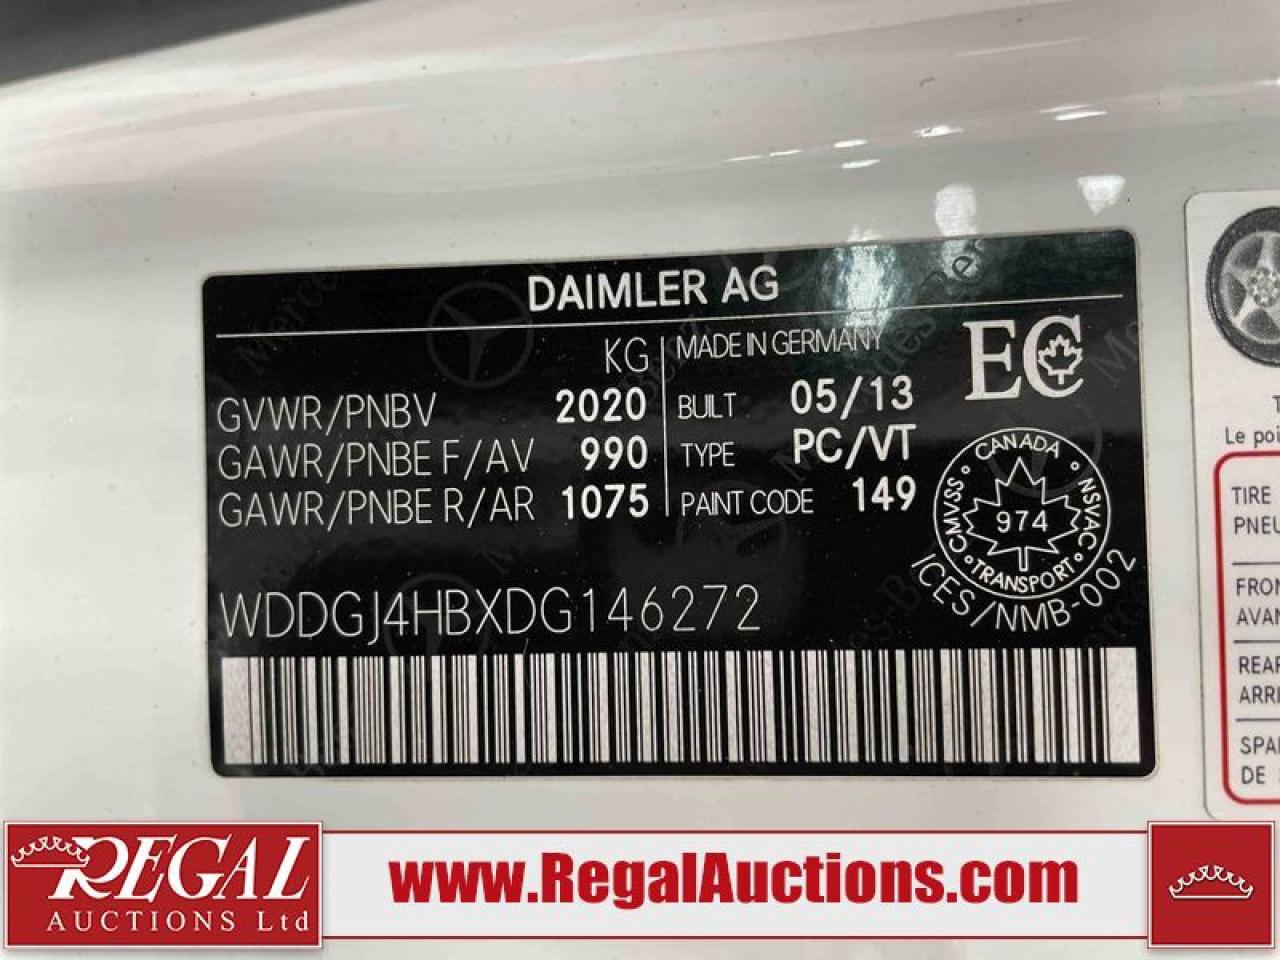 DAIMLER AG
KG
GVWR/PNBV 2020
GAWR/PNBE F/AV 990
GAWR/PNBE R/AR 1075
MADE IN GERMANY
BUILT 05/13
TYPE PC/VT
PAINT CODE 149
EC
CANADA
CMVSS
NSVAC
974
TRANSPORT
ICES/NMB-002
WDDGJ4HBXDG146272
Le poi
TIRE
PNEU
FRON
AVAN
REAR
ARRI
SPA
DE
REGAL
AUCTIONS Ltd
www.RegalAuctions.com